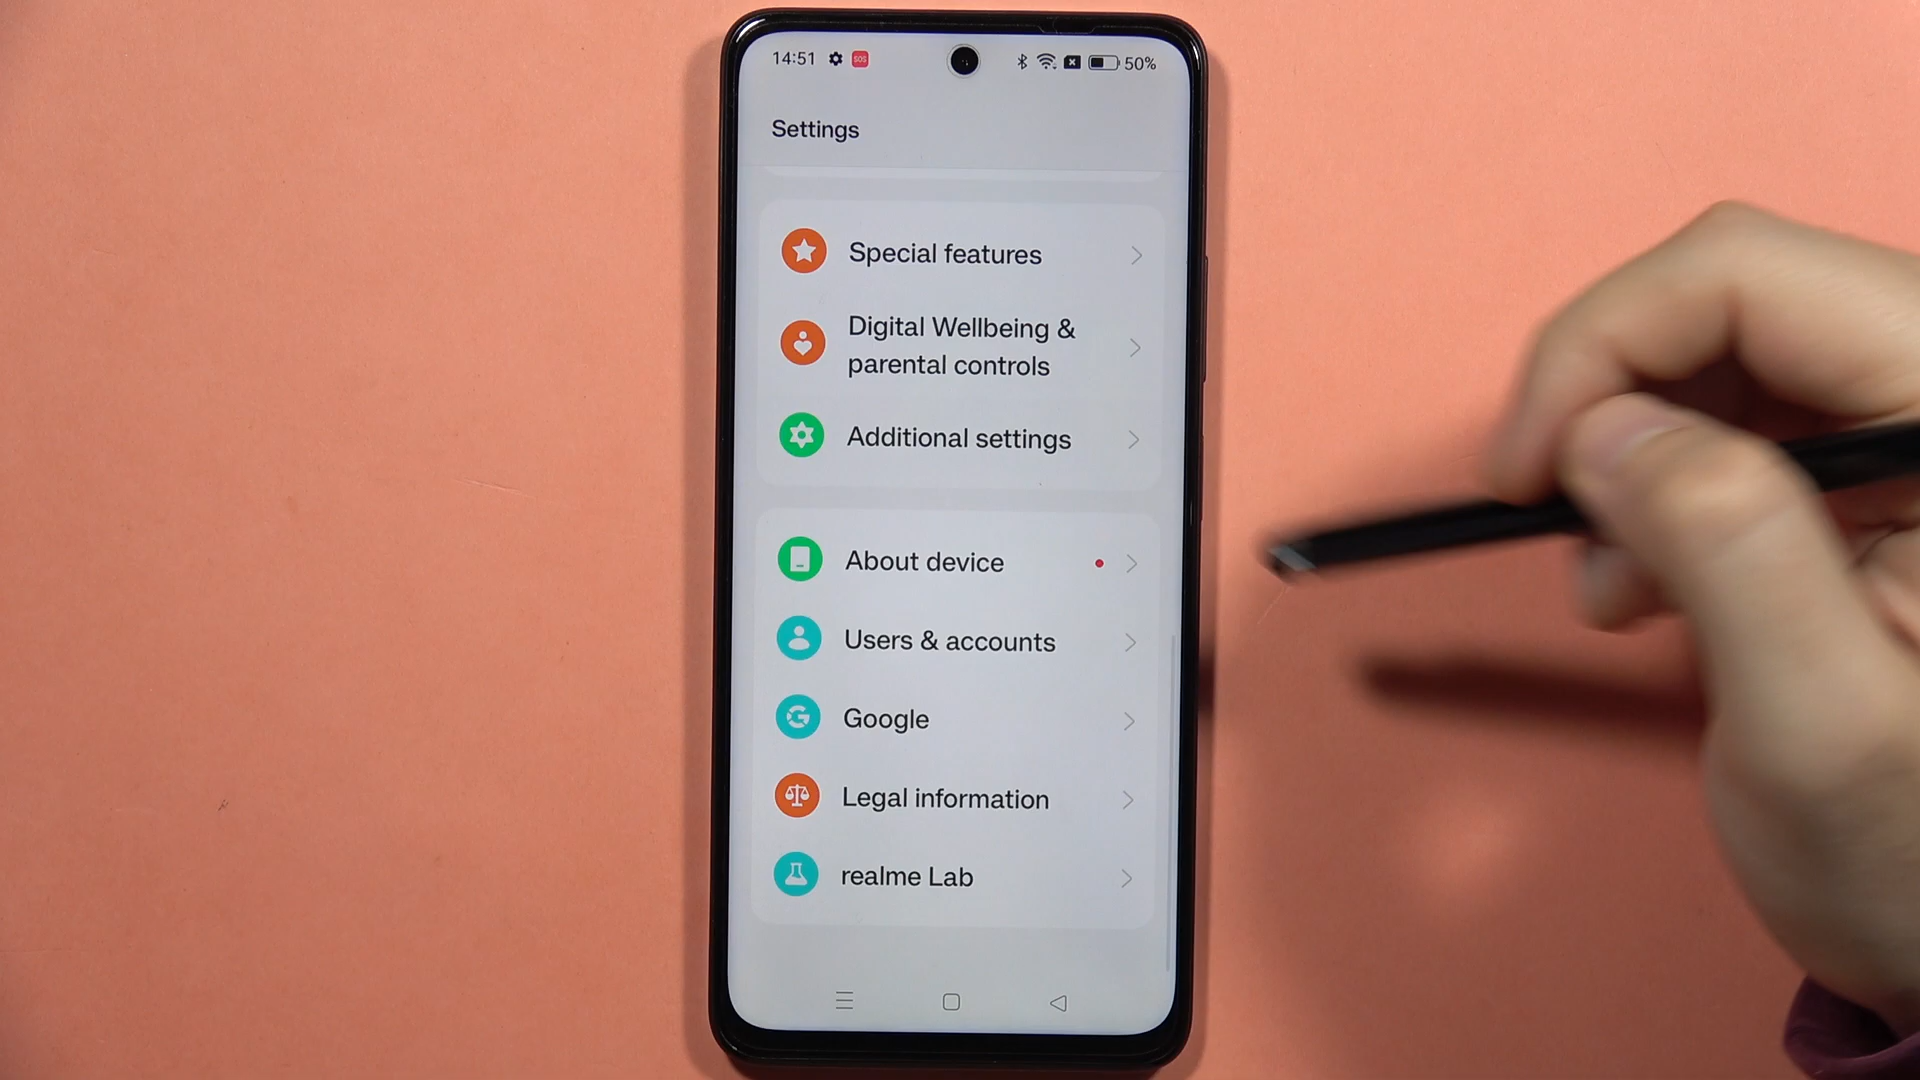 14:51 SOS 50%
Settings
Special features
Digital Wellbeing &
parental controls
Additional settings
About device
Users & accounts
Google
Legal information
realme Lab